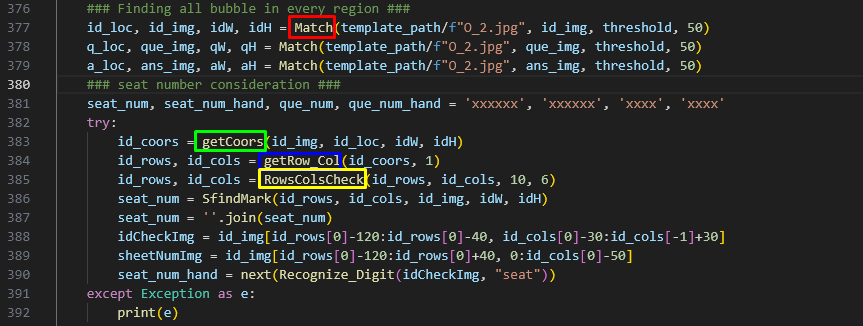 376 ### Finding all bubble in every region ###
377 id_loc, id_img, idW, idH = Match(template_path/f"O_2.jpg", id_img, threshold, 50)
378 q_loc, que_img, qW, qH = Match(template_path/f"O_2.jpg", que_img, threshold, 50)
379 a_loc, ans_img, aW, aH = Match(template_path/f"O_2.jpg", ans_img, threshold, 50)
380 ### seat number consideration ###
381 seat_num, seat_num_hand, que_num, que_num_hand = 'xxxxxx', 'xxxxxx', 'xxxx', 'xxxx'
382 try:
383 id_coors = getCoors(id_img, id_loc, idW, idH)
384 id_rows, id_cols = getRow_Col(id_coors, 1)
385 id_rows, id_cols = RowsColsCheck(id_rows, id_cols, 10, 6)
386 seat_num = SfindMark(id_rows, id_cols, id_img, idW, idH)
387 seat_num = ''.join(seat_num)
388 idCheckImg = id_img[id_rows[0]-120:id_rows[0]-40, id_cols[0]-30:id_cols[-1]+30]
389 sheetNumImg = id_img[id_rows[0]-120:id_rows[0]+40, 0:id_cols[0]-50]
390 seat_num_hand = next(Recognize_Digit(idCheckImg, "seat"))
391 except Exception as e:
392 print(e)